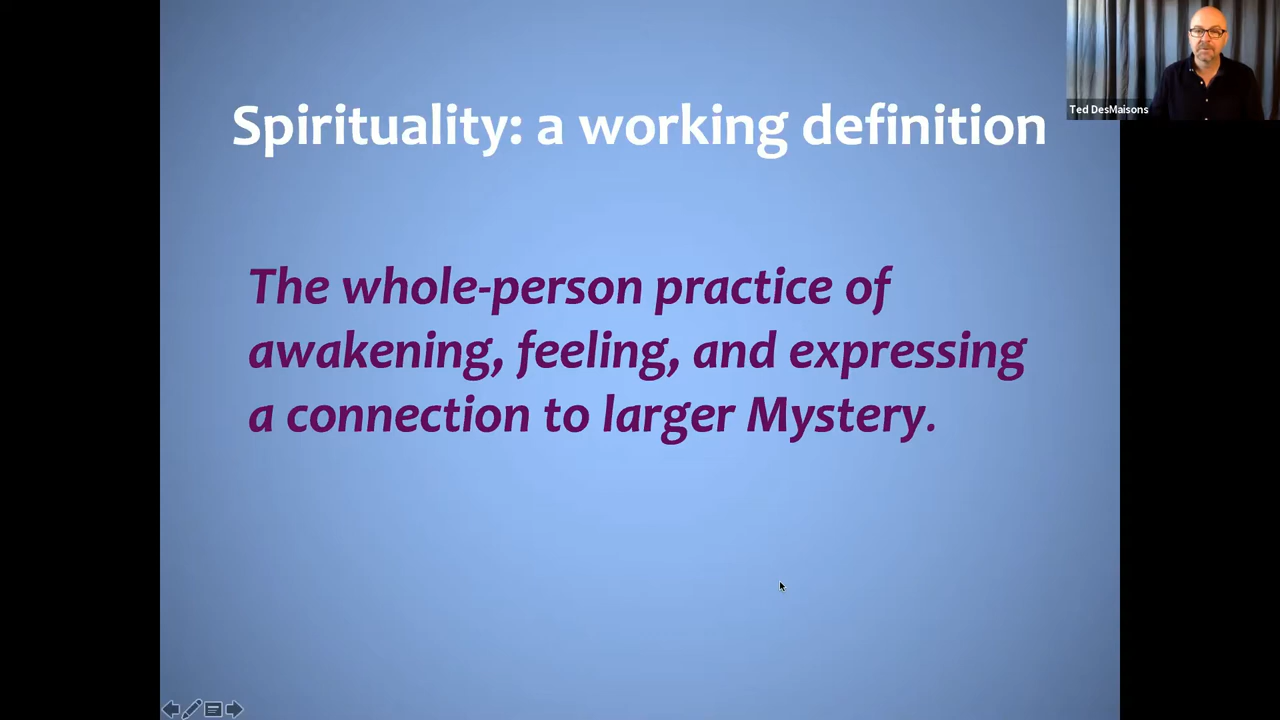 Spirituality: a working definition
The whole-person practice of
awakening, feeling, and expressing
a connection to larger Mystery.
Ted DesMaisons